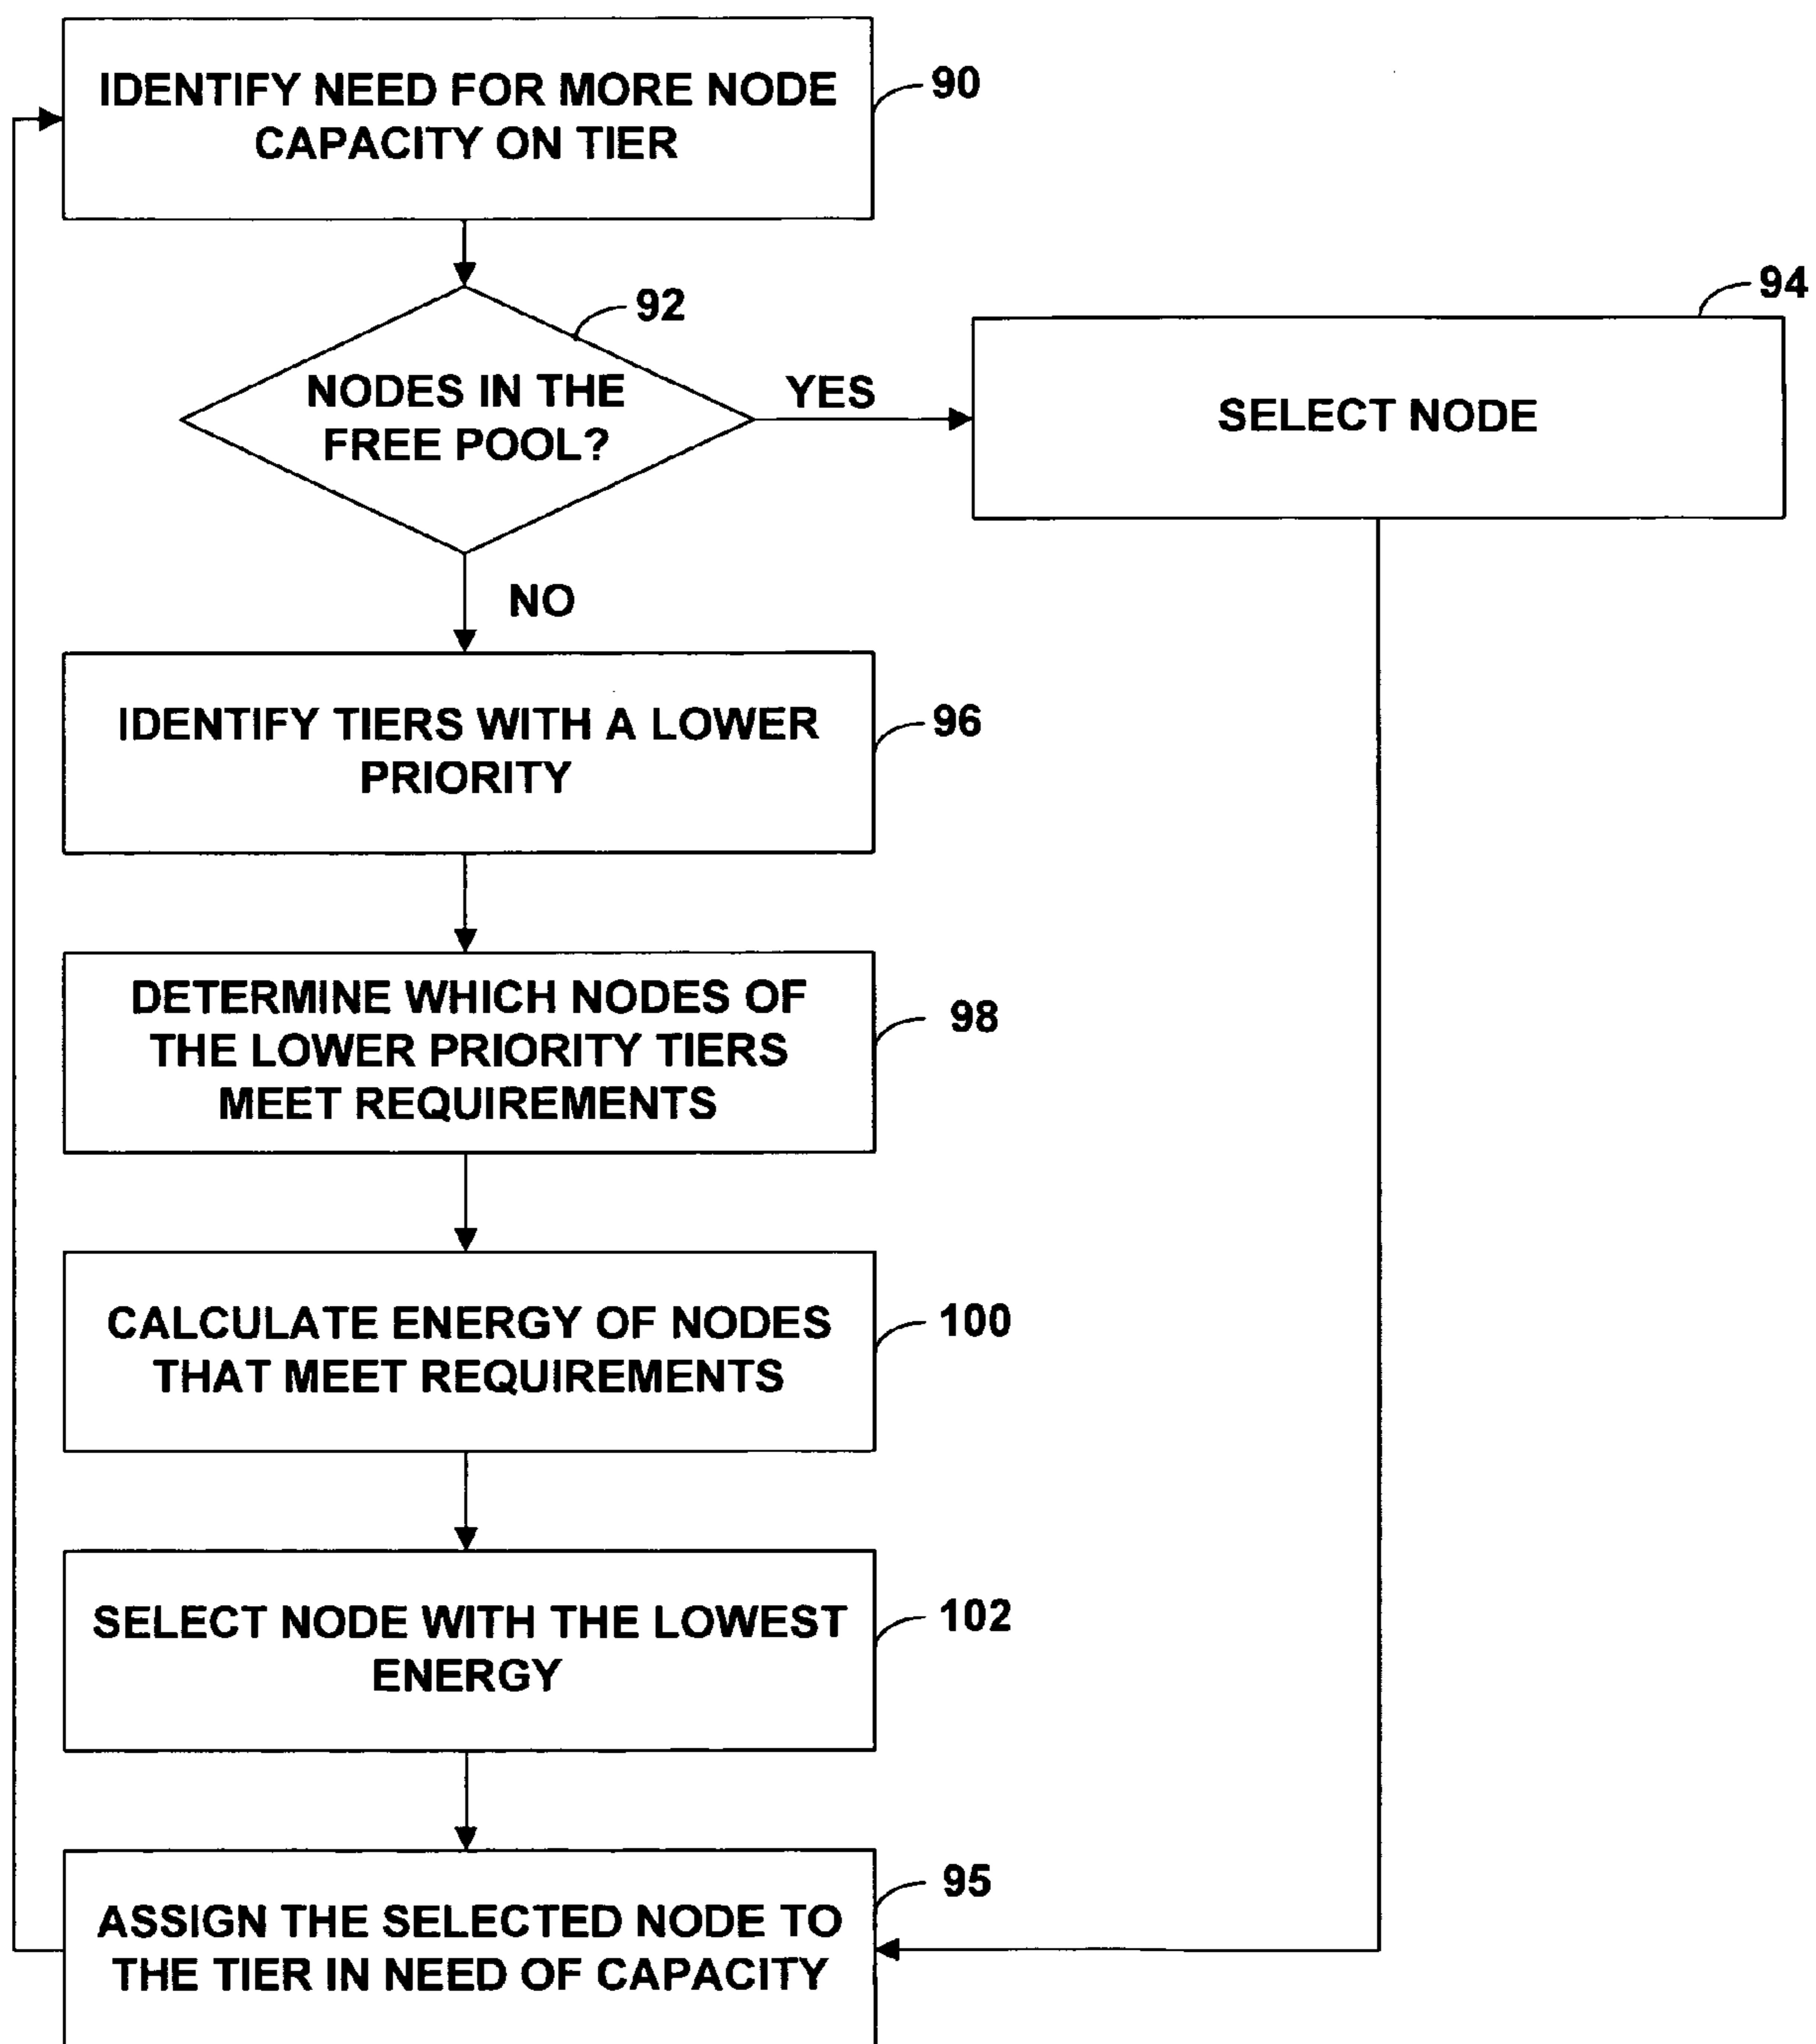 IDENTIFY NEED FOR MORE NODE
CAPACITY ON TIER
90
92
NODES IN THE
FREE POOL?
YES
94
SELECT NODE
NO
IDENTIFY TIERS WITH A LOWER
PRIORITY
96
DETERMINE WHICH NODES OF
THE LOWER PRIORITY TIERS
MEET REQUIREMENTS
98
CALCULATE ENERGY OF NODES
THAT MEET REQUIREMENTS
100
SELECT NODE WITH THE LOWEST
ENERGY
102
ASSIGN THE SELECTED NODE TO
THE TIER IN NEED OF CAPACITY
95